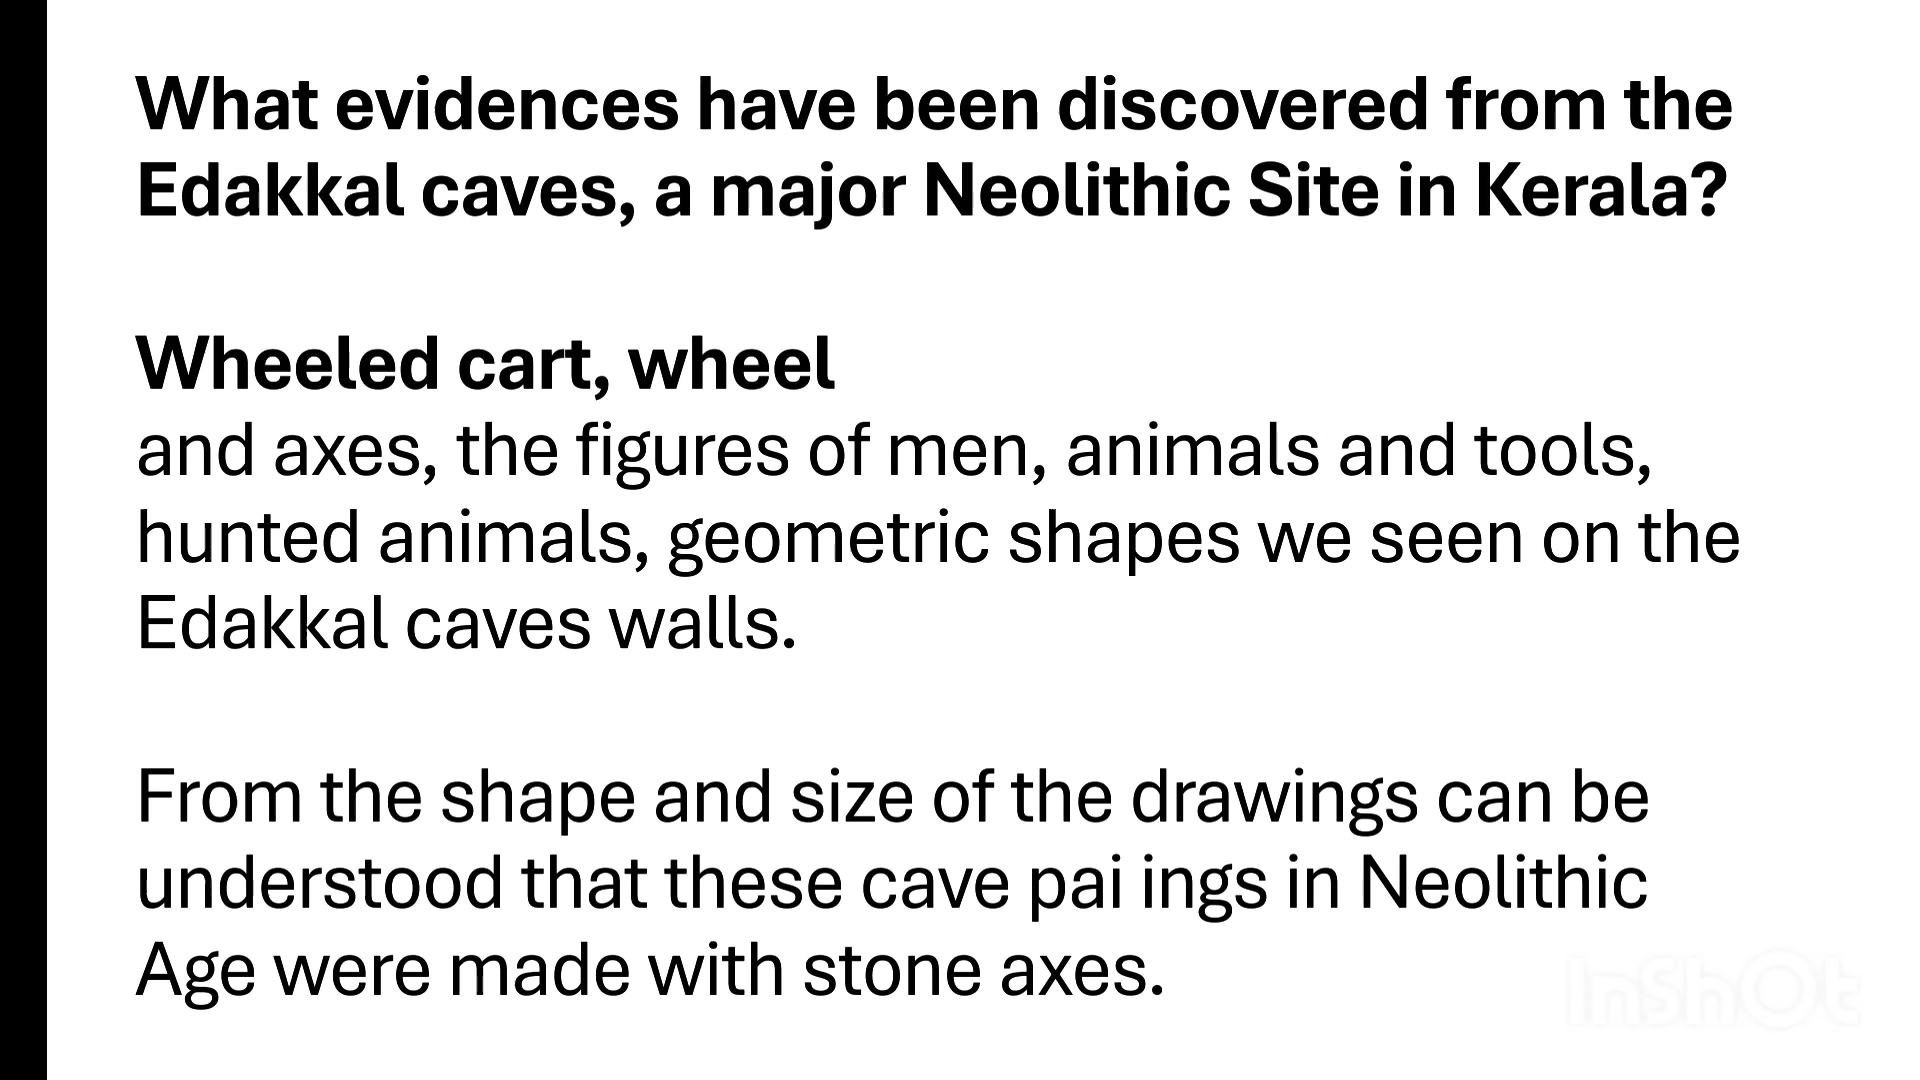 What evidences have been discovered from the
Edakkal caves, a major Neolithic Site in Kerala?
Wheeled cart, wheel
and axes, the figures of men, animals and tools,
hunted animals, geometric shapes we seen on the
Edakkal caves walls.
From the shape and size of the drawings can be
understood that these cave pai ings in Neolithic
Age were made with stone axes.
InShOt